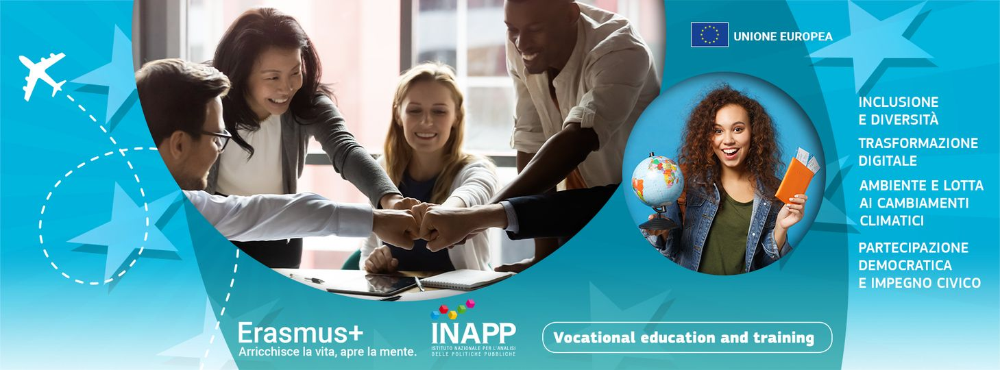 UNIONE EUROPEA
INCLUSIONE
E DIVERSITÀ
TRASFORMAZIONE
DIGITALE
AMBIENTE E LOTTA
AI CAMBIAMENTI
CLIMATICI
PARTECIPAZIONE
DEMOCRATICA
E IMPEGNO CIVICO
Erasmus+
Arricchisce la vita, apre la mente.
INAPP
ISTITUTO NAZIONALE PER L'ANALISI
DELLE POLITICHE PUBBLICHE
Vocational education and training